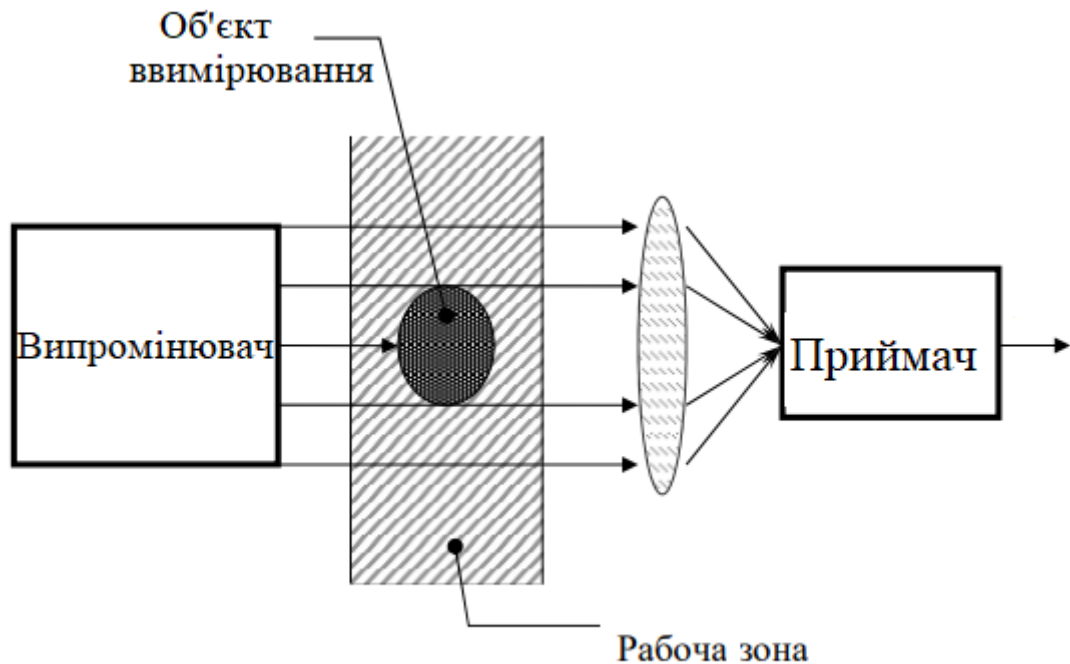 Об'єкт
ввимірювання
Випромінювач
Приймач
Рабоча зона